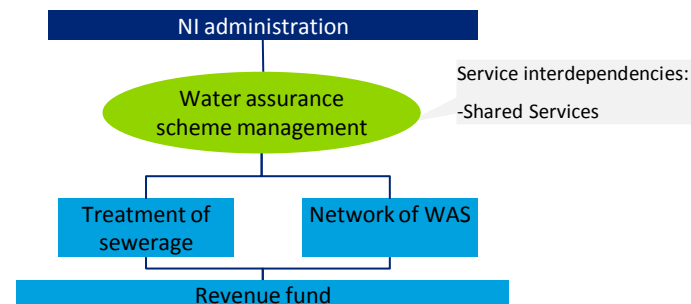 NI administration
Service interdependencies:
-Shared Services
Water assurance
scheme management
Treatment of
sewerage
Network of WAS
Revenue fund